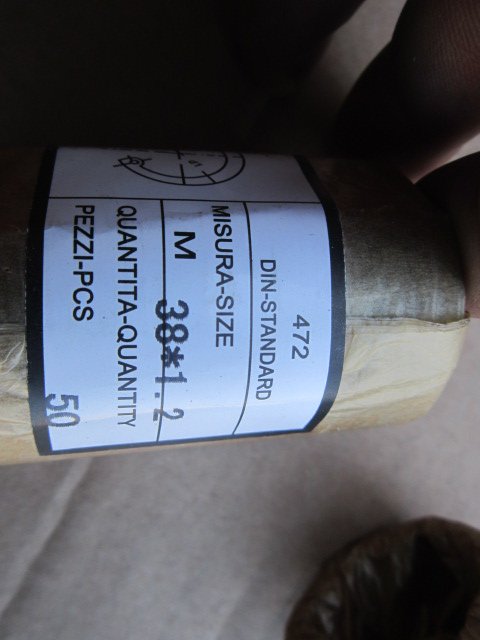 472
DIN-STANDARD
MISURA-SIZE
M 38*1.2
QUANTITA-QUANTITY
PEZZI-PCS 50